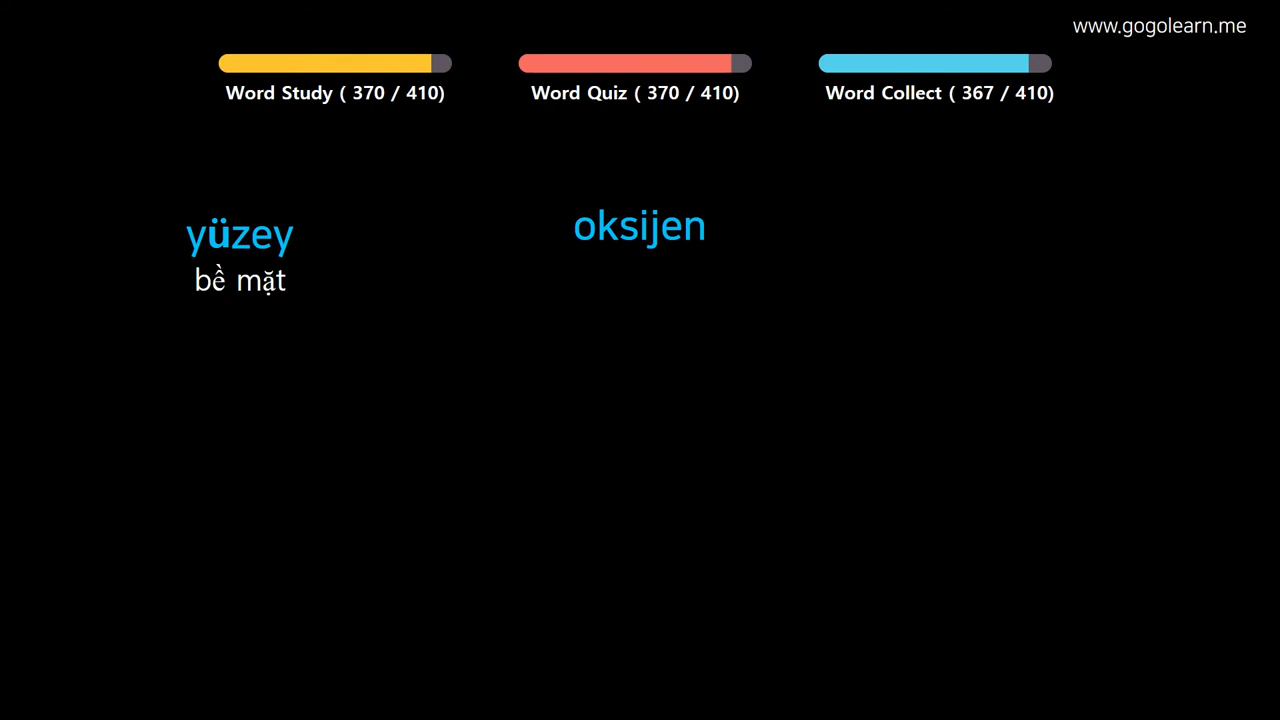 www.gogolearn.me
Word Study ( 370 / 410)
Word Quiz ( 370 / 410)
Word Collect ( 367 / 410)
yüzey
bề mặt
oksijen